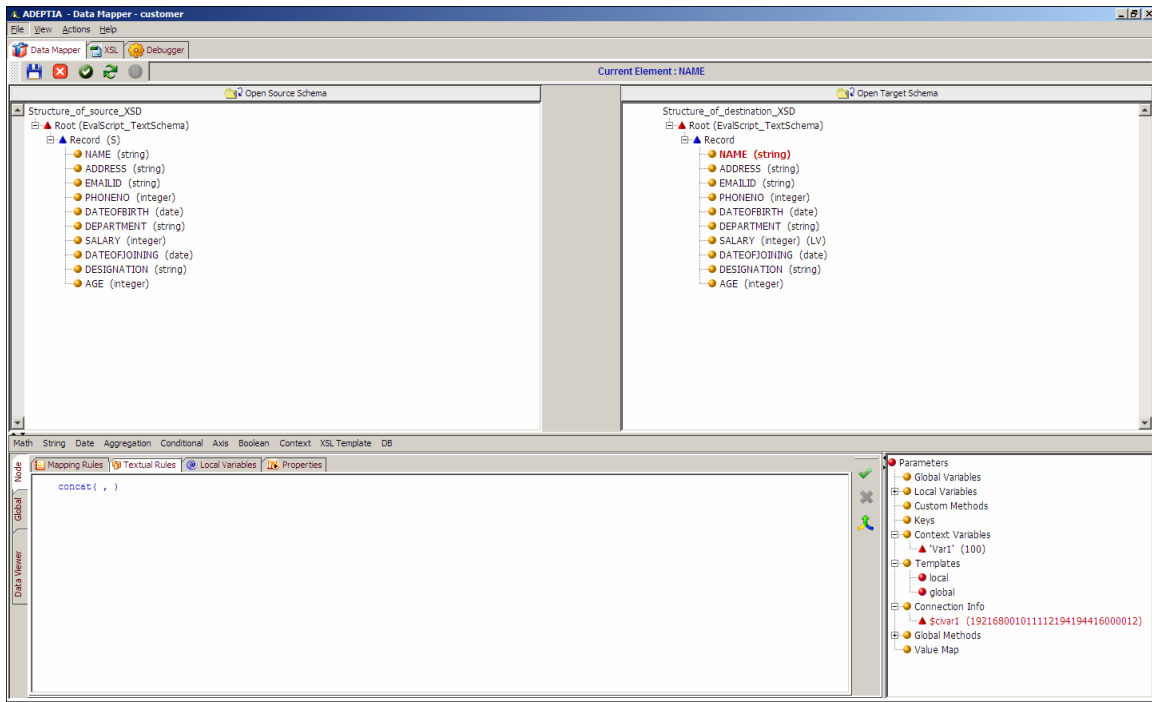 ADEPTIA - Data Mapper - customer
File View Actions Help
Data Mapper XSL Debugger
Current Element : NAME
Open Source Schema
Structure_of_source_XSD
Root (EvalScript_TextSchema)
Record (S)
NAME (string)
ADDRESS (string)
EMAILID (string)
PHONENO (integer)
DATEOFBIRTH (date)
DEPARTMENT (string)
SALARY (integer)
DATEOFJOINING (date)
DESIGNATION (string)
AGE (integer)
Open Target Schema
Structure_of_destination_XSD
Root (EvalScript_TextSchema)
Record
NAME (string)
ADDRESS (string)
EMAILID (string)
PHONENO (integer)
DATEOFBIRTH (date)
DEPARTMENT (string)
SALARY (integer) (LV)
DATEOFJOINING (date)
DESIGNATION (string)
AGE (integer)
Math String Date Aggregation Conditional Axis Boolean Context XSL Template DB
Node
Global
Data Viewer
Mapping Rules Textual Rules Local Variables Properties
concat( , )
Parameters
Global Variables
Local Variables
Custom Methods
Keys
Context Variables
'Var1' (100)
Templates
local
global
Connection Info
$civar1 (192168001011112194194416000012)
Global Methods
Value Map